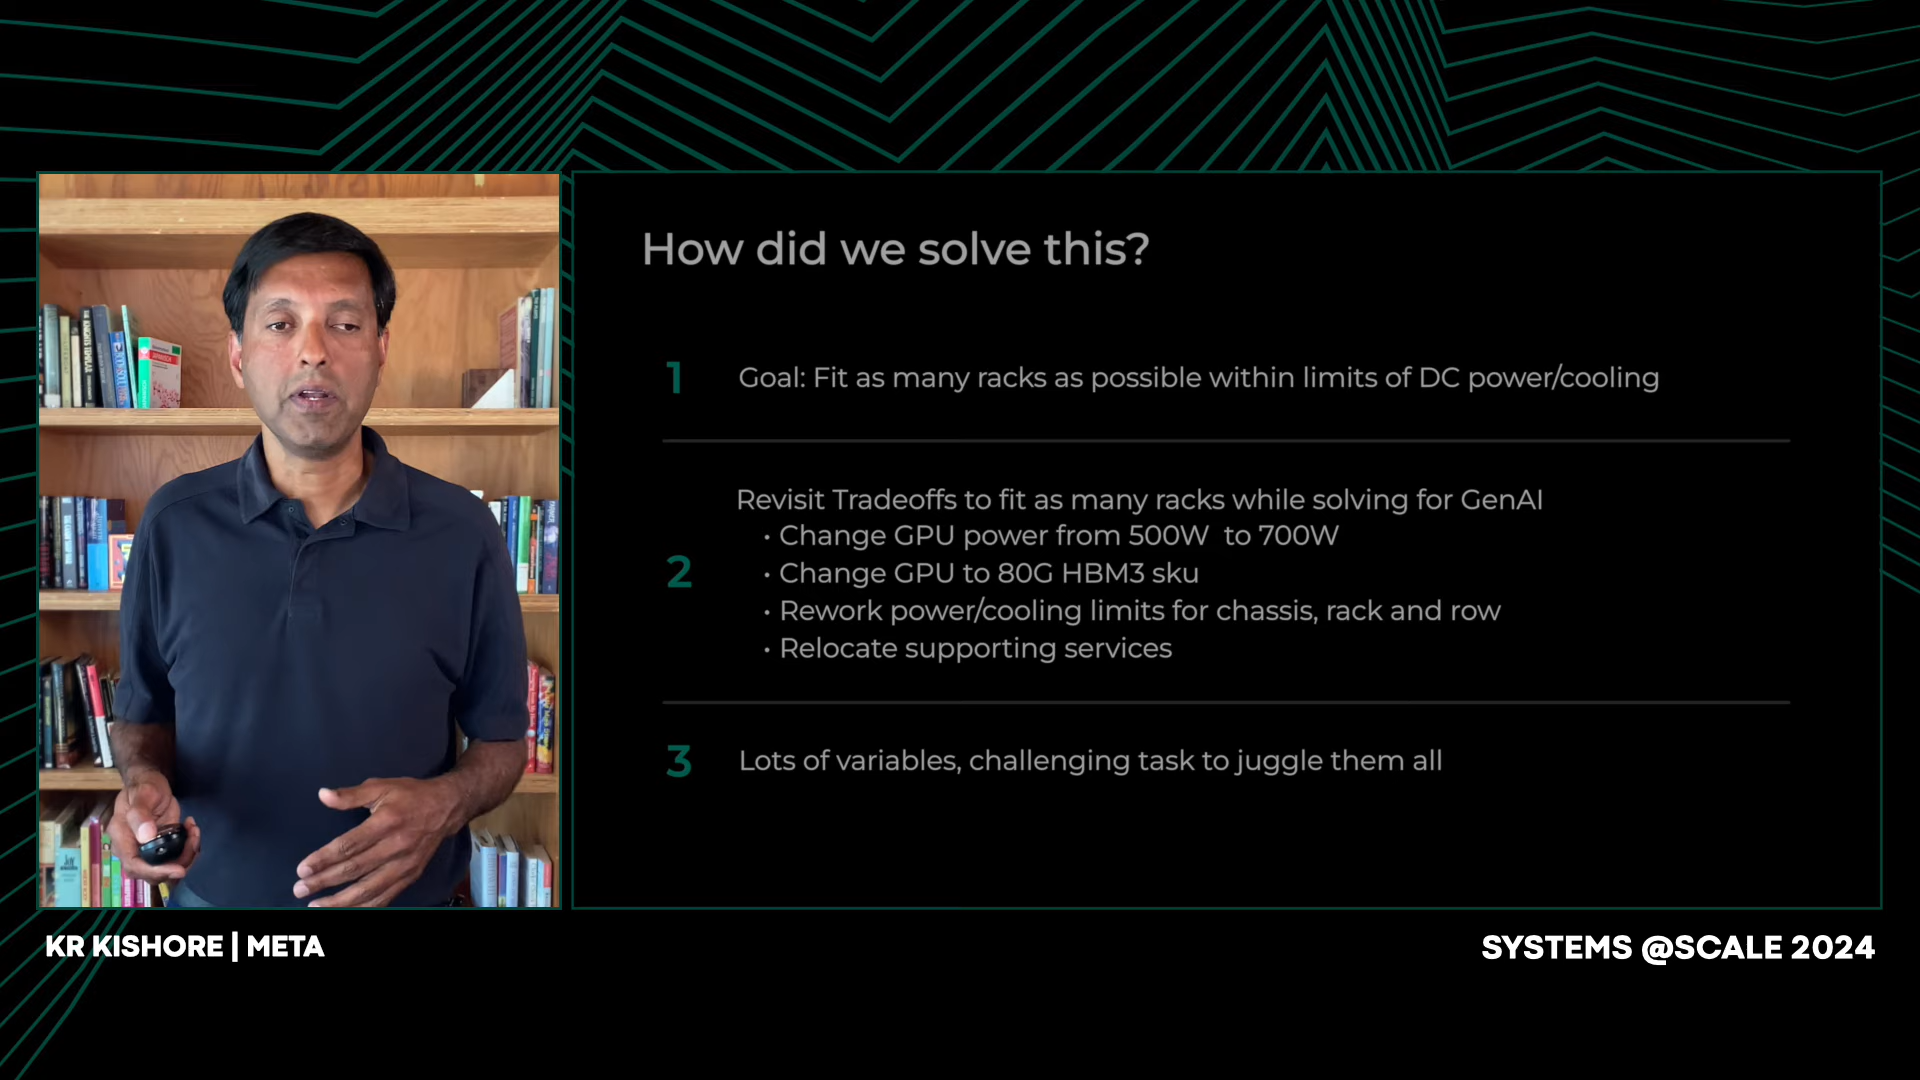 How did we solve this?
1
Goal: Fit as many racks as possible within limits of DC power/cooling
2
Revisit Tradeoffs to fit as many racks while solving for GenAI
• Change GPU power from 500W to 700W
• Change GPU to 80G HBM3 sku
• Rework power/cooling limits for chassis, rack and row
• Relocate supporting services
3
Lots of variables, challenging task to juggle them all
KR KISHORE | META
SYSTEMS @SCALE 2024